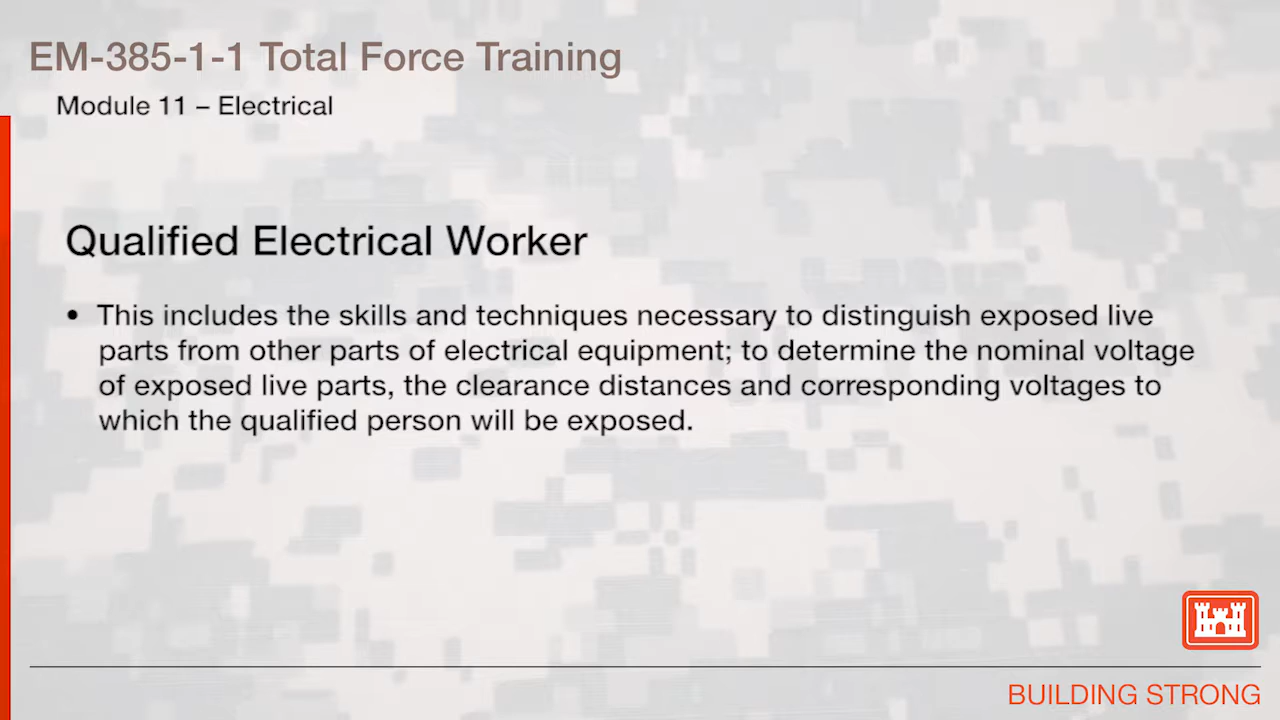 EM-385-1-1 Total Force Training
Module 11 – Electrical
Qualified Electrical Worker
• This includes the skills and techniques necessary to distinguish exposed live
parts from other parts of electrical equipment; to determine the nominal voltage
of exposed live parts, the clearance distances and corresponding voltages to
which the qualified person will be exposed.
BUILDING STRONG